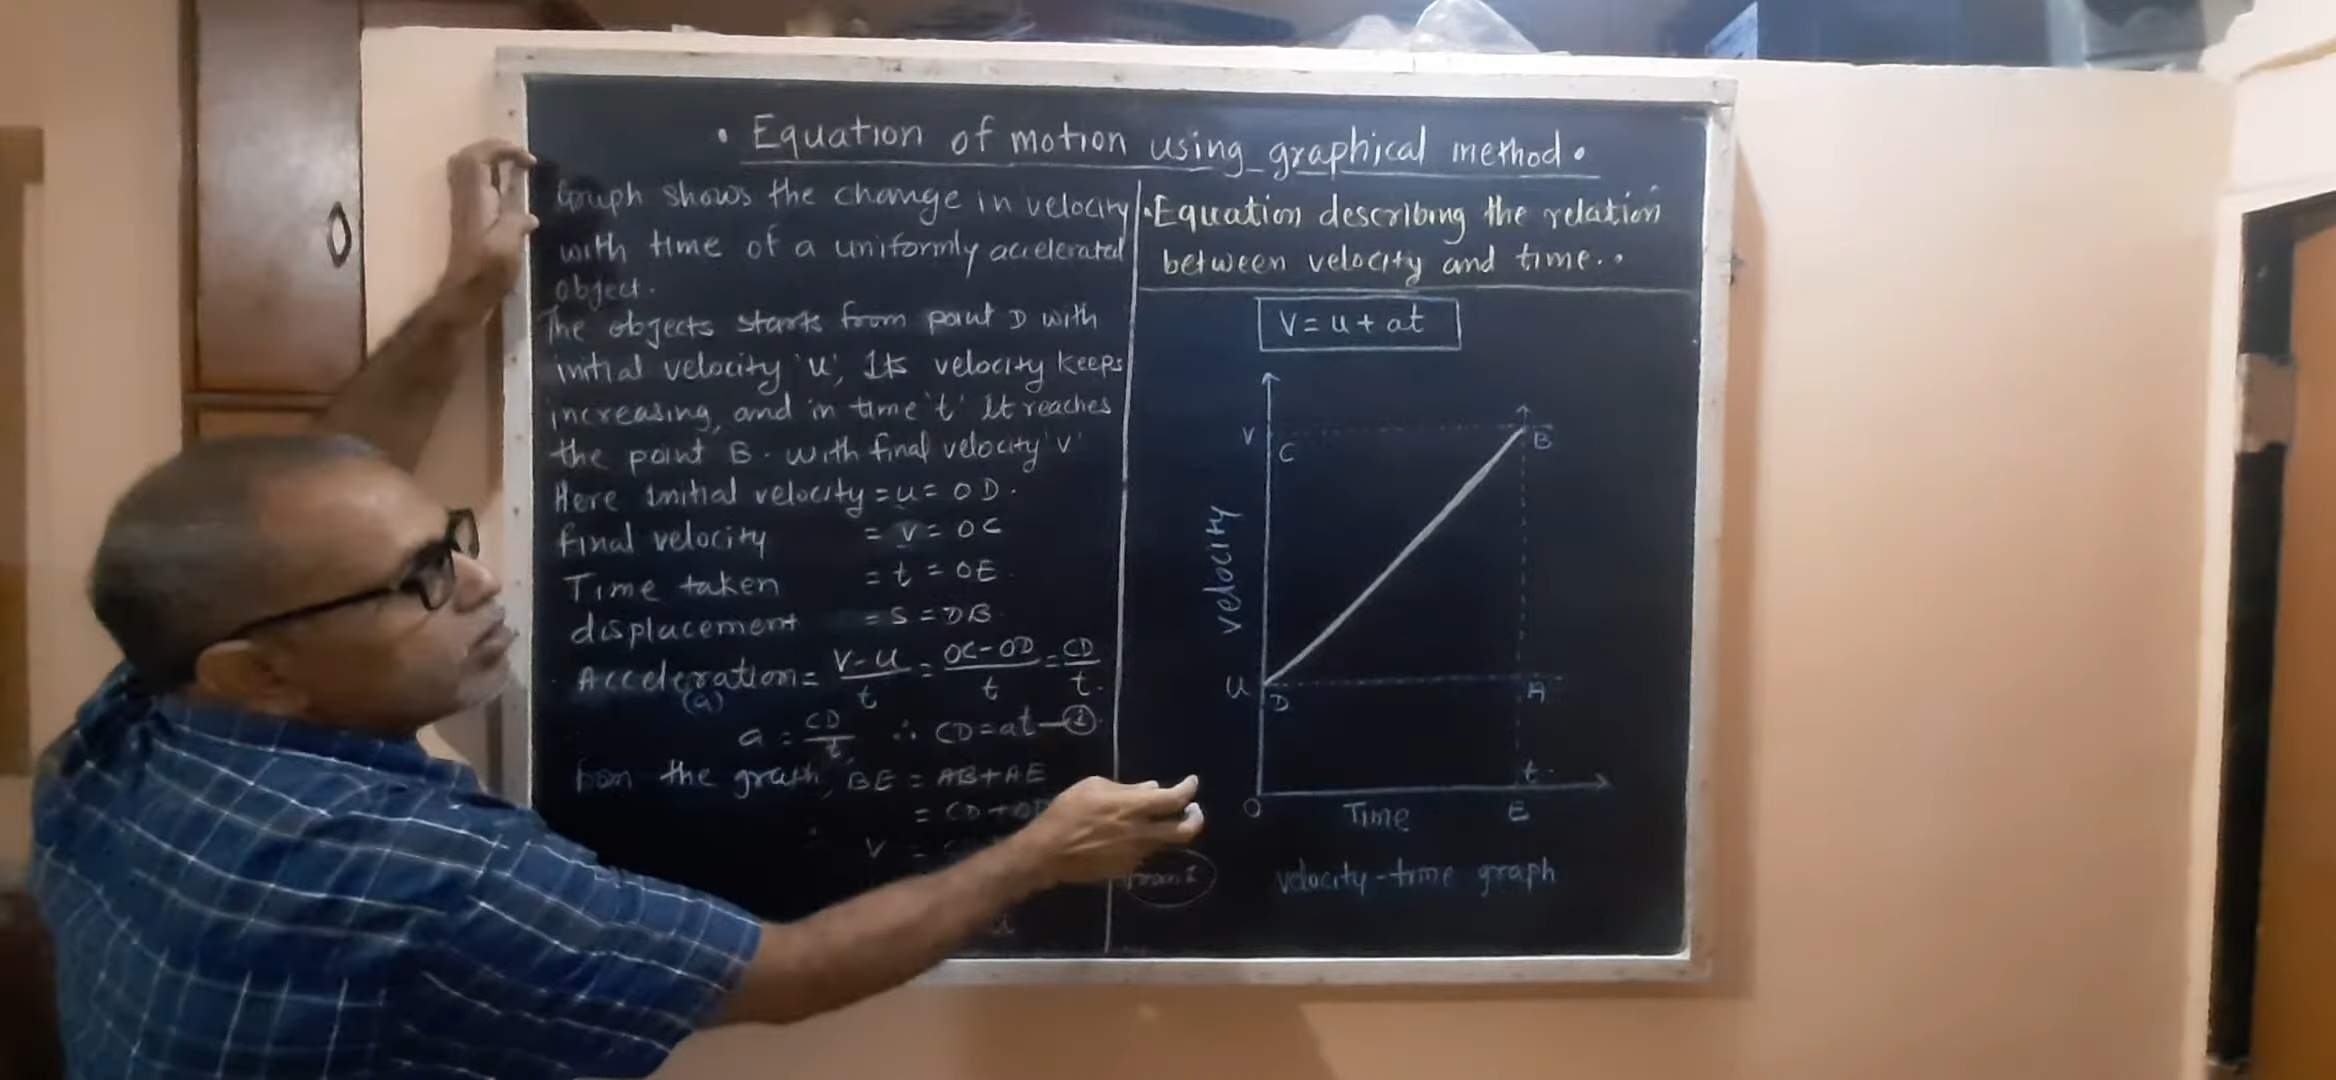 • Equation of motion using graphical method •
Graph shows the change in velocity
with time of a uniformly accelerated
object.
The objects starts from point D with
initial velocity 'u', Its velocity keeps
increasing, and in time 't' It reaches
the point B. with final velocity 'v'
Here initial velocity = u = OD.
final velocity = v = OC
Time taken = t = OE.
displacement = S = DB.
Acceleration = V-u/t = OC-OD/t = CD/t.
(a)
a = CD/t, ∴ CD = at — ①
from the graph, BE = AB + AE
= CD + OD
V =
u
• Equation describing the relation
between velocity and time..
V = u + at
V
C
B
velocity
u
D
A
t.
O
Time
E
from 1
velocity-time graph